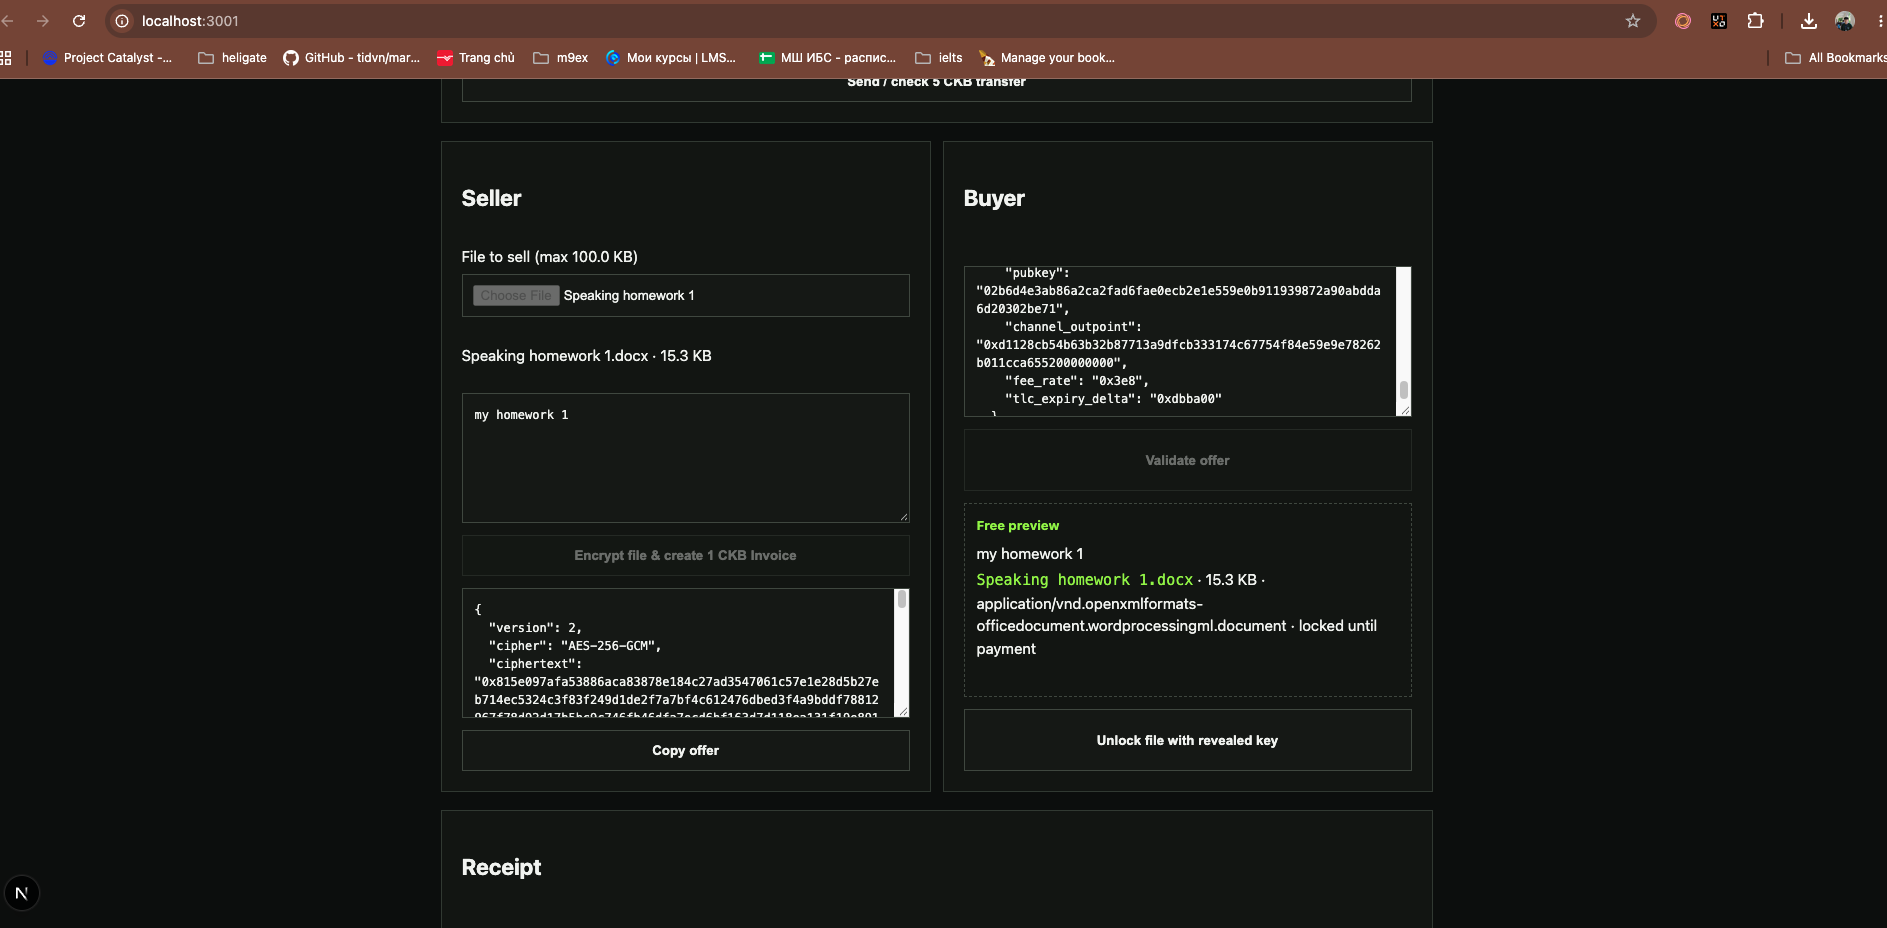 localhost:3001
Project Catalyst -...
heligate
GitHub - tidvn/mar...
Trang chủ
m9ex
Мои курсы | LMS...
МШ ИБС - распис...
ielts
Manage your book...
All Bookmarks
Send / check 5 CKB transfer
Seller
File to sell (max 100.0 KB)
Choose File Speaking homework 1
Speaking homework 1.docx · 15.3 KB
my homework 1
Encrypt file & create 1 CKB Invoice
{
"version": 2,
"cipher": "AES-256-GCM",
"ciphertext":
"0x815e097afa53886aca83878e184c27ad3547061c57e1e28d5b27e
b714ec5324c3f83f249d1de2f7a7bf4c612476dbed3f4a9bddf78812
Copy offer
Buyer
"pubkey":
"02b6d4e3ab86a2ca2fad6fae0ecb2e1e559e0b911939872a90abdda
6d20302be71",
"channel_outpoint":
"0xd1128cb54b63b32b87713a9dfcb333174c67754f84e59e9e78262
b011cca655200000000",
"fee_rate": "0x3e8",
"tlc_expiry_delta": "0xdbba00"
}
Validate offer
Free preview
my homework 1
Speaking homework 1.docx · 15.3 KB ·
application/vnd.openxmlformats-
officedocument.wordprocessingml.document · locked until
payment
Unlock file with revealed key
Receipt
N